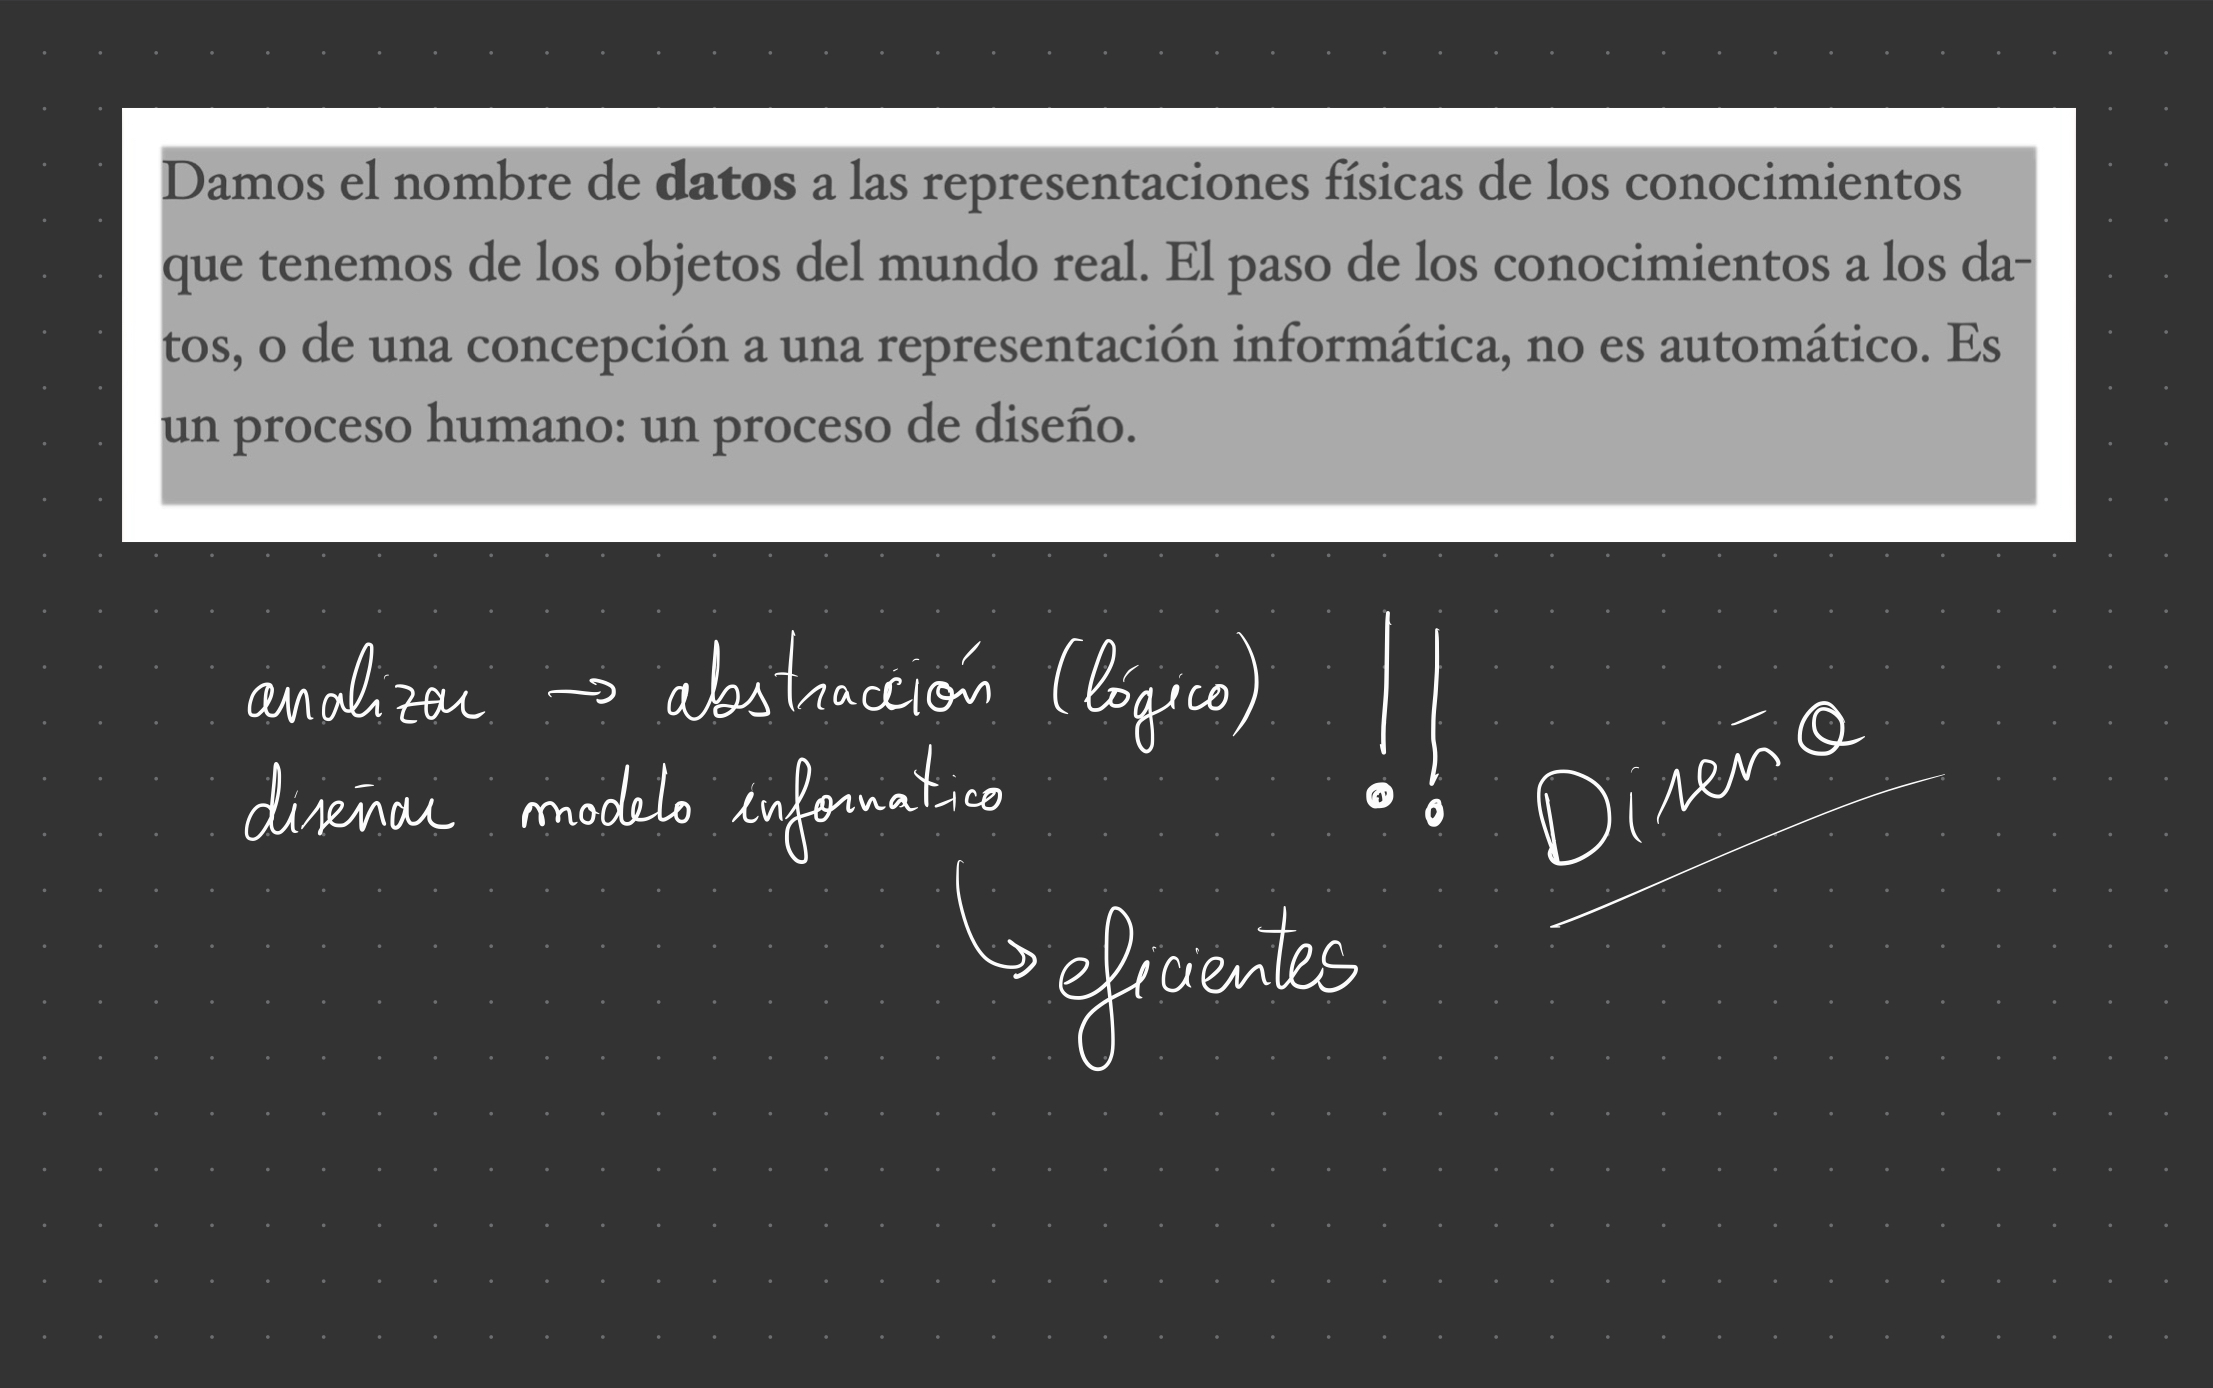 Damos el nombre de datos a las representaciones físicas de los conocimientos
que tenemos de los objetos del mundo real. El paso de los conocimientos a los da-
tos, o de una concepción a una representación informática, no es automático. Es
un proceso humano: un proceso de diseño.
analizar → abstracción (lógico) !!
diseñar modelo informatico
Diseño
↳ eficientes